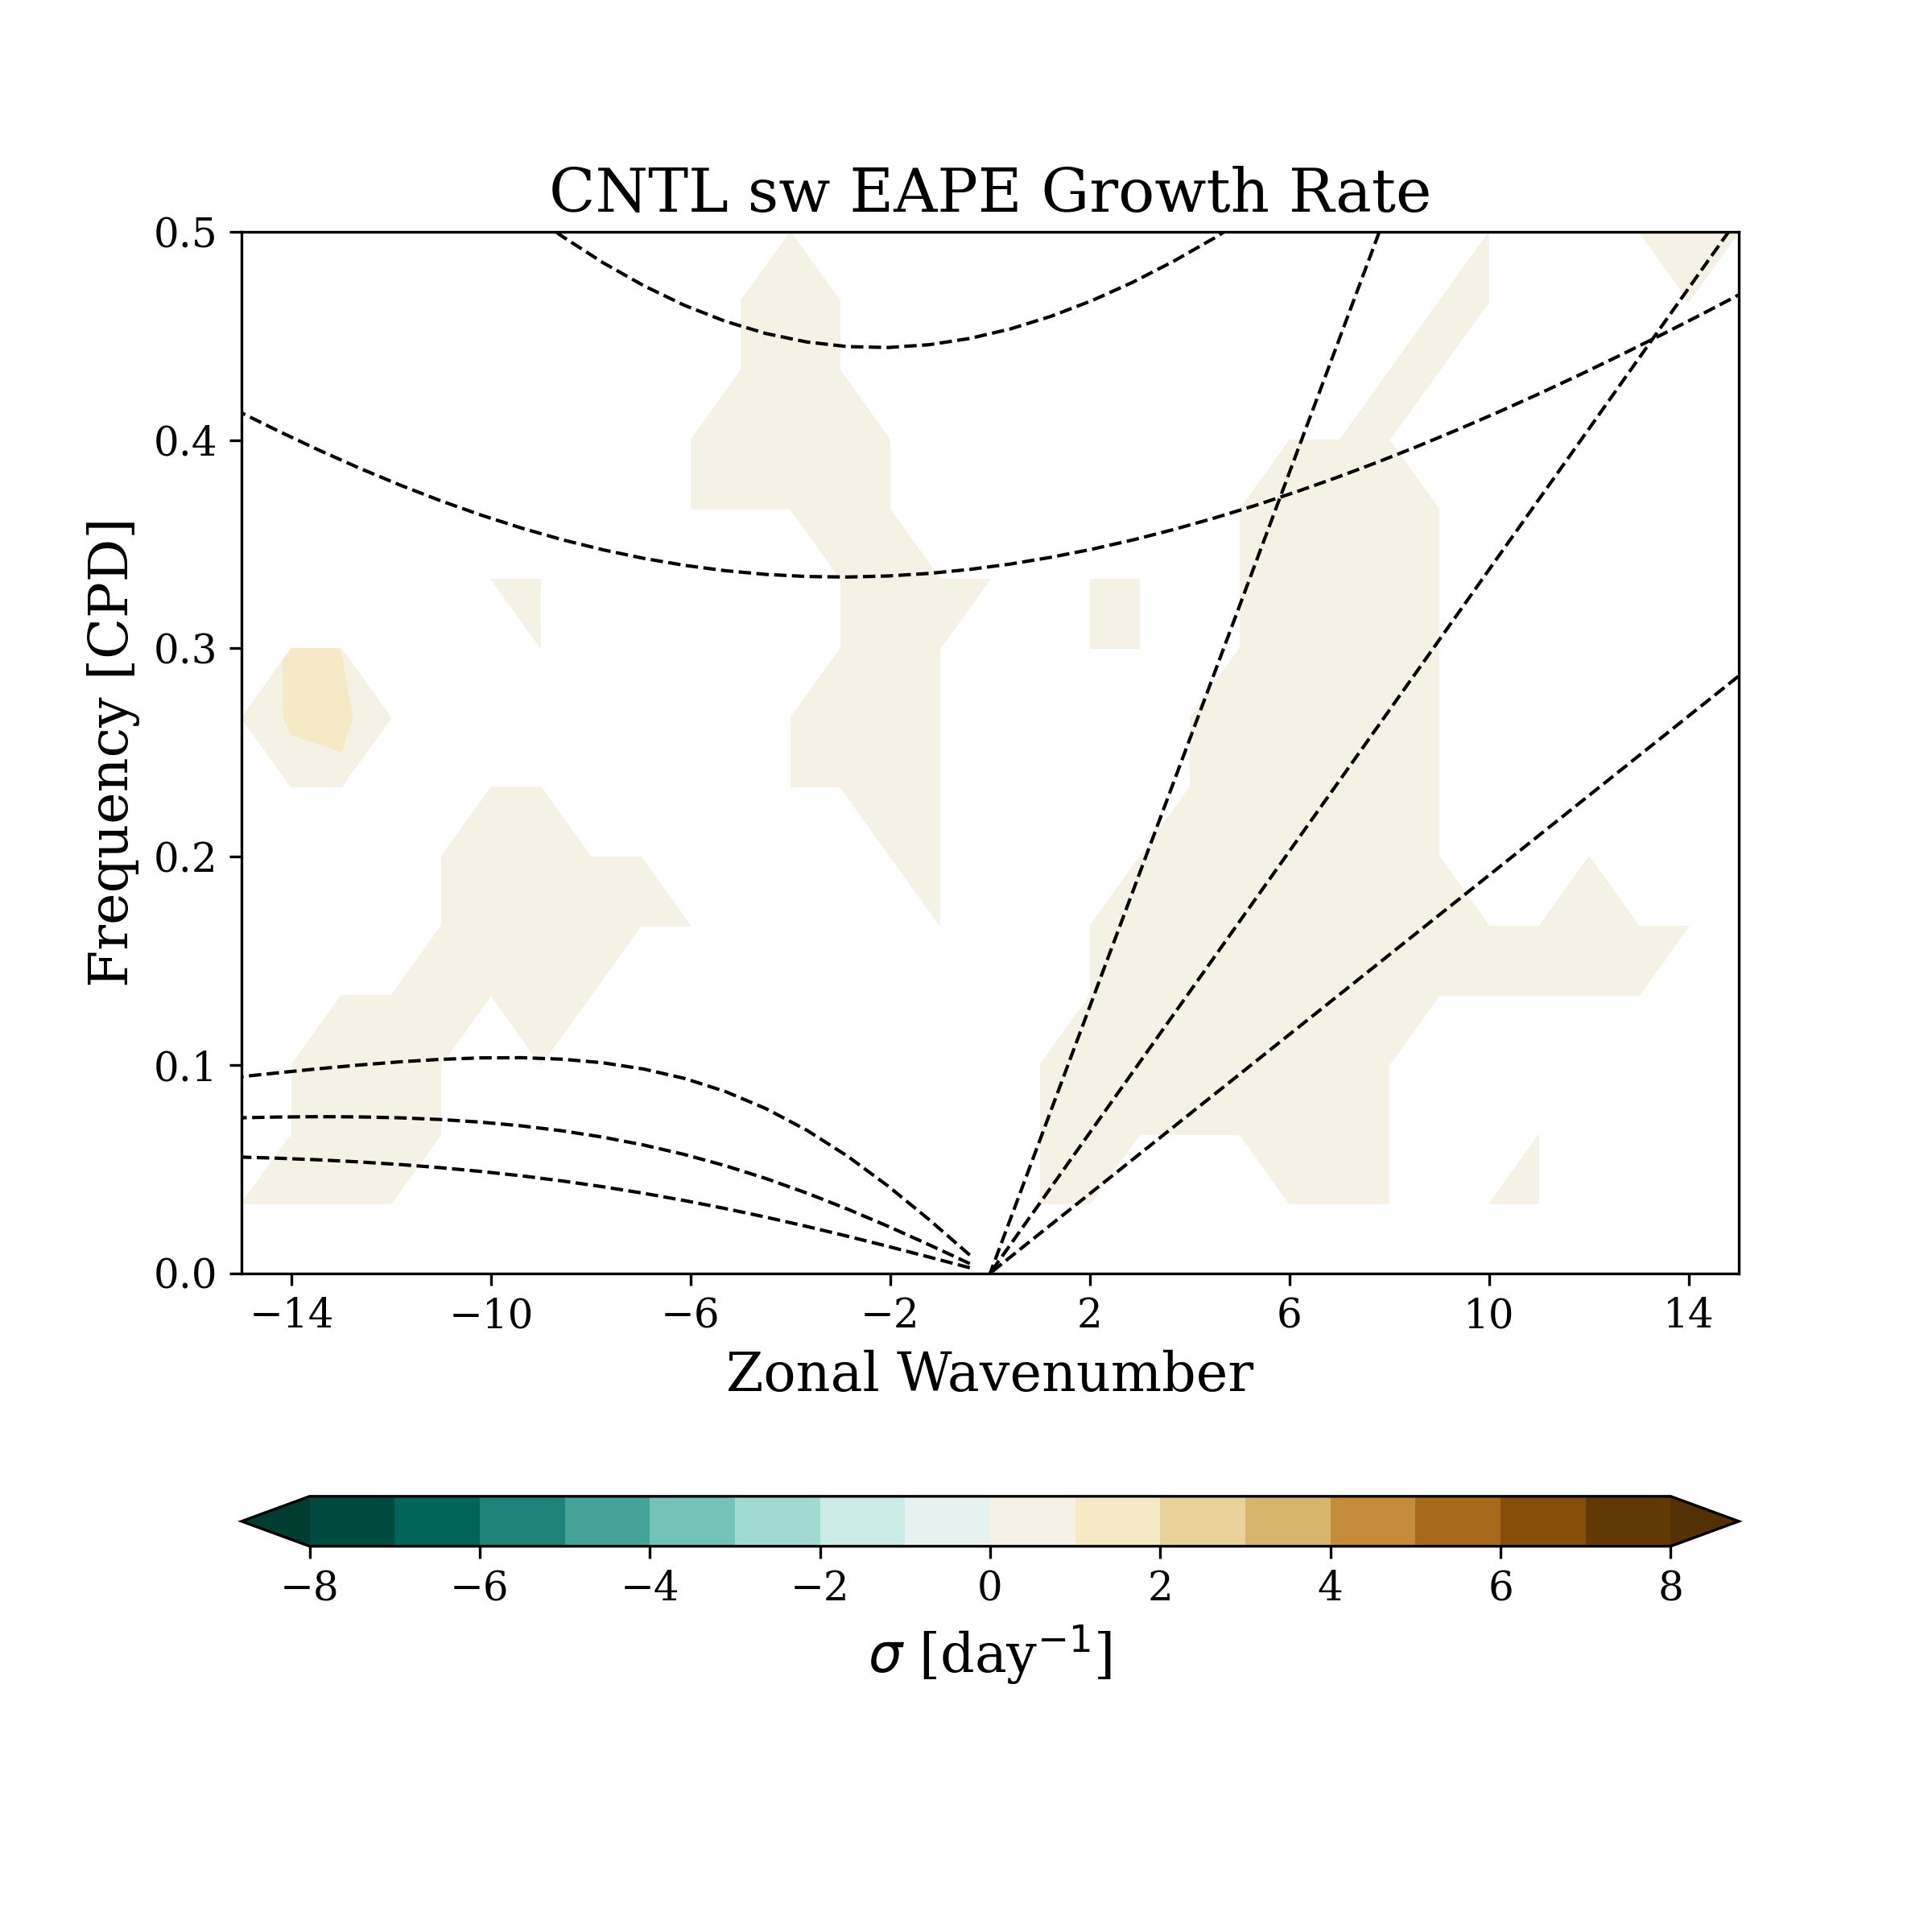 CNTL sw EAPE Growth Rate
0.5
0.4
0.3
0.2
0.1
0.0
Frequency [CPD]
−14 −10 −6 −2 2 6 10 14
Zonal Wavenumber
−8 −6 −4 −2 0 2 4 6 8
σ [day⁻¹]